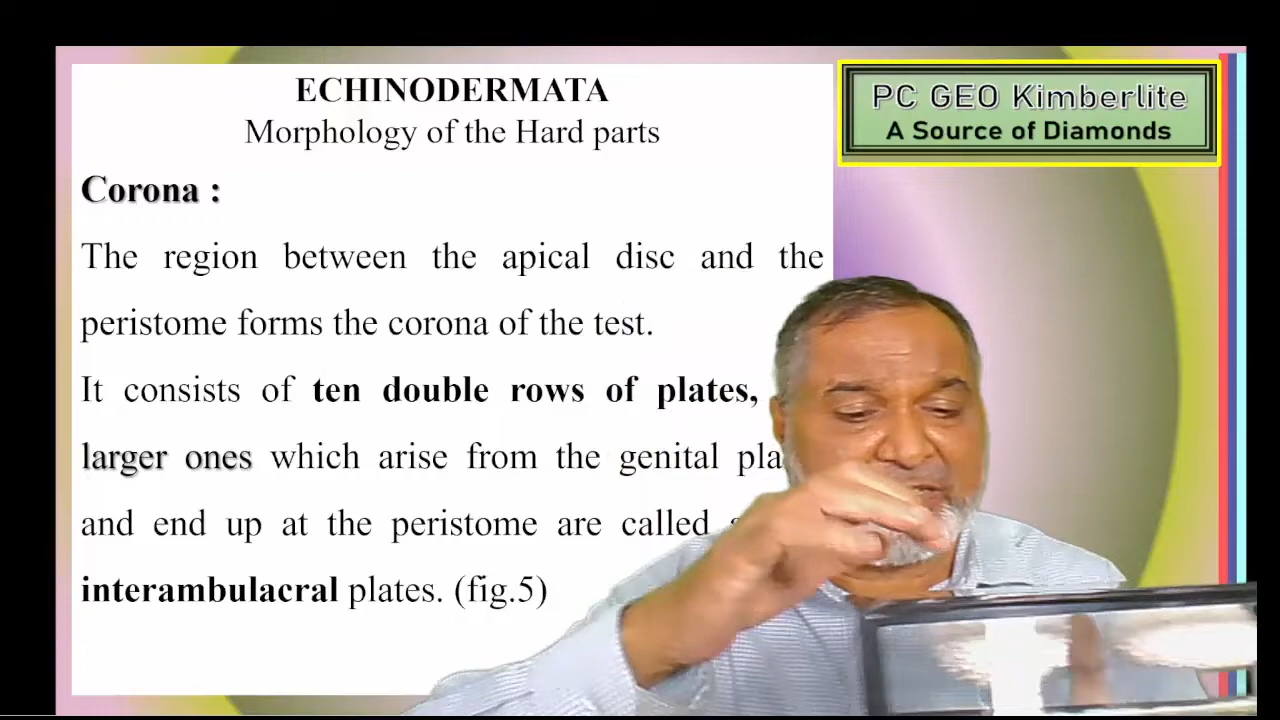 ECHINODERMATA
Morphology of the Hard parts
PC GEO Kimberlite
A Source of Diamonds
Corona :
The region between the apical disc and the
peristome forms the corona of the test.
It consists of ten double rows of plates,
larger ones which arise from the genital
and end up at the peristome are called
interambulacral plates. (fig.5)